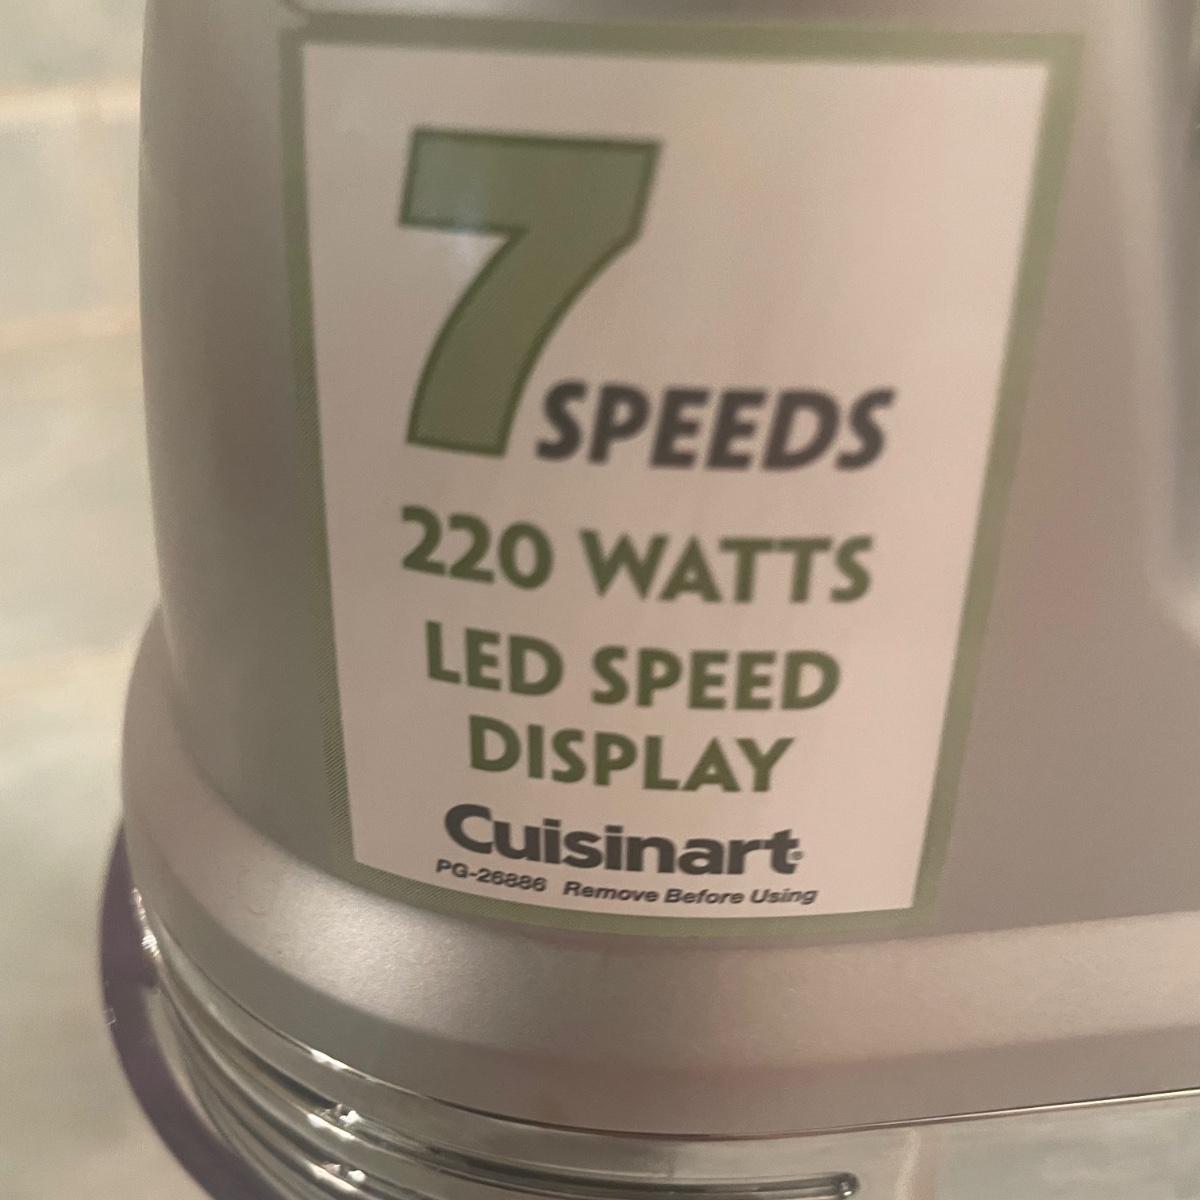 7 SPEEDS
220 WATTS
LED SPEED
DISPLAY
Cuisinart®
PG-26886 Remove Before Using